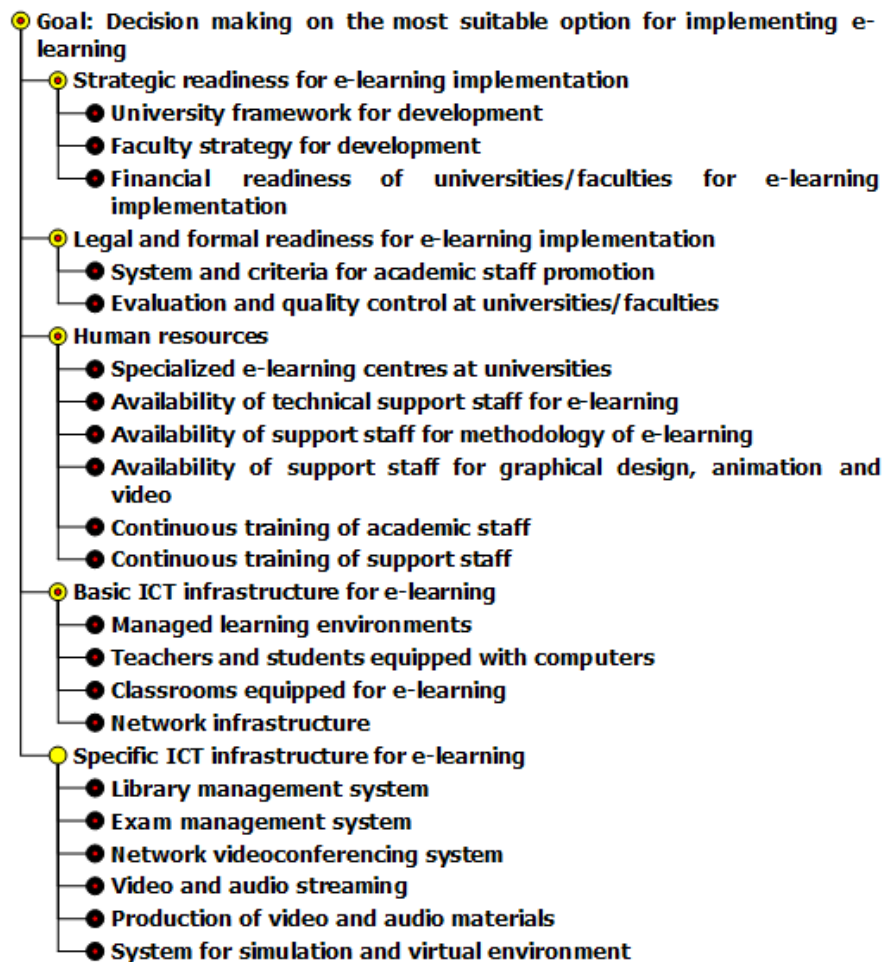 Goal: Decision making on the most suitable option for implementing e-
learning
Strategic readiness for e-learning implementation
University framework for development
Faculty strategy for development
Financial readiness of universities/faculties for e-learning
implementation
Legal and formal readiness for e-learning implementation
System and criteria for academic staff promotion
Evaluation and quality control at universities/faculties
Human resources
Specialized e-learning centres at universities
Availability of technical support staff for e-learning
Availability of support staff for methodology of e-learning
Availability of support staff for graphical design, animation and
video
Continuous training of academic staff
Continuous training of support staff
Basic ICT infrastructure for e-learning
Managed learning environments
Teachers and students equipped with computers
Classrooms equipped for e-learning
Network infrastructure
Specific ICT infrastructure for e-learning
Library management system
Exam management system
Network videoconferencing system
Video and audio streaming
Production of video and audio materials
System for simulation and virtual environment